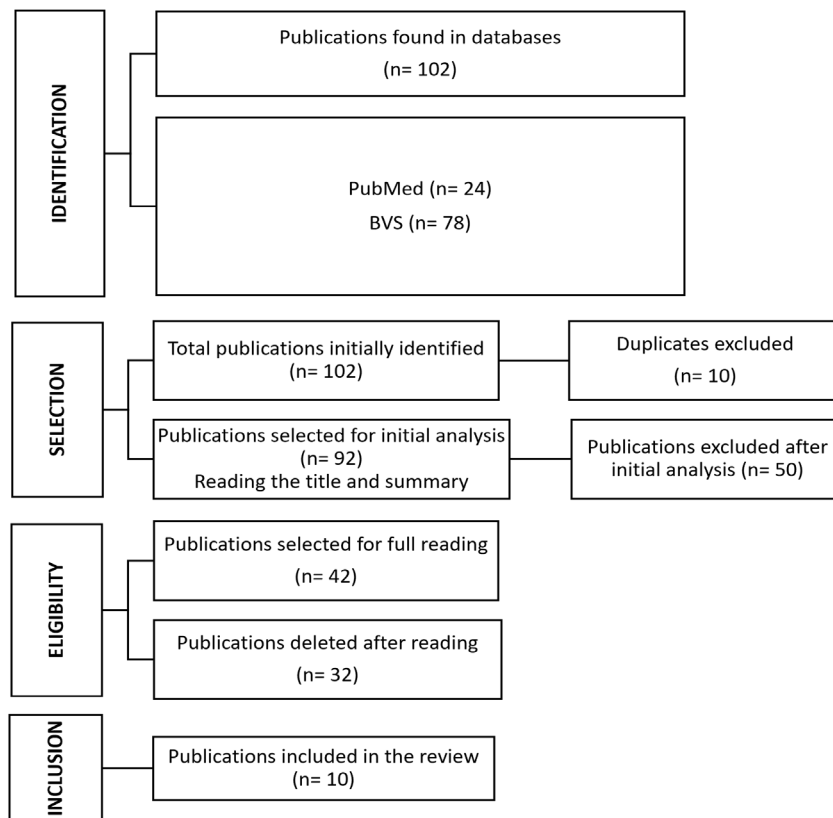 IDENTIFICATION
Publications found in databases
(n= 102)
PubMed (n= 24)
BVS (n= 78)
SELECTION
Total publications initially identified
(n= 102)
Duplicates excluded
(n= 10)
Publications selected for initial analysis
(n= 92)
Reading the title and summary
Publications excluded after
initial analysis (n= 50)
ELIGIBILITY
Publications selected for full reading
(n= 42)
Publications deleted after reading
(n= 32)
INCLUSION
Publications included in the review
(n= 10)